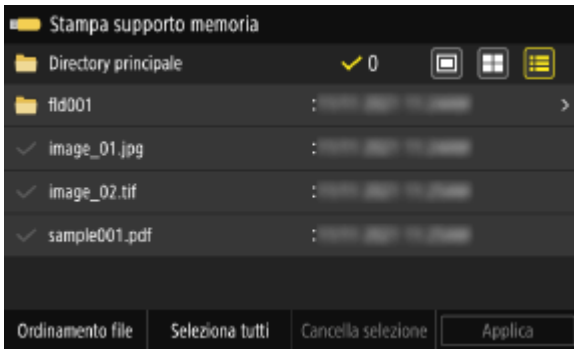 Stampa supporto memoria
Directory principale 0
fld001 :
image_01.jpg :
image_02.tif :
sample001.pdf :
Ordinamento file Seleziona tutti Cancella selezione Applica